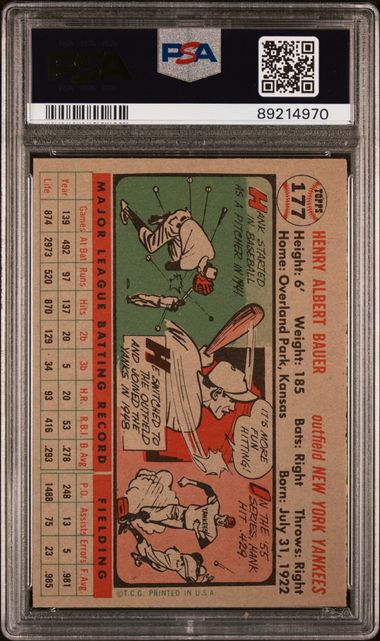 PSA
PSA
89214970
TOPPS
177
HENRY ALBERT BAUER outfield NEW YORK YANKEES
Height: 6' Weight: 185 Bats: Right Throws: Right
Home: Overland Park, Kansas Born: July 31, 1922
HANK STARTED
IN BASEBALL
AS A PITCHER IN 1941.
HE SWITCHED TO
THE OUTFIELD
AND JOINED THE
YANKS IN 1948
IT'S MORE
FUN
HITTING!
IN THE '55
SERIES, HANK
HIT .429
YANKEES
MAJOR LEAGUE BATTING RECORD FIELDING
Games At Bat Runs Hits 2b 3b H.R. R.B.I. B Avg P.O. Assists Errors F. Avg.
Year 139 492 97 137 20 5 20 53 .278 248 13 5 .981
Life 874 2973 520 870 129 34 93 416 .293 1488 75 23 .985
©T.C.G. PRINTED IN U.S.A.